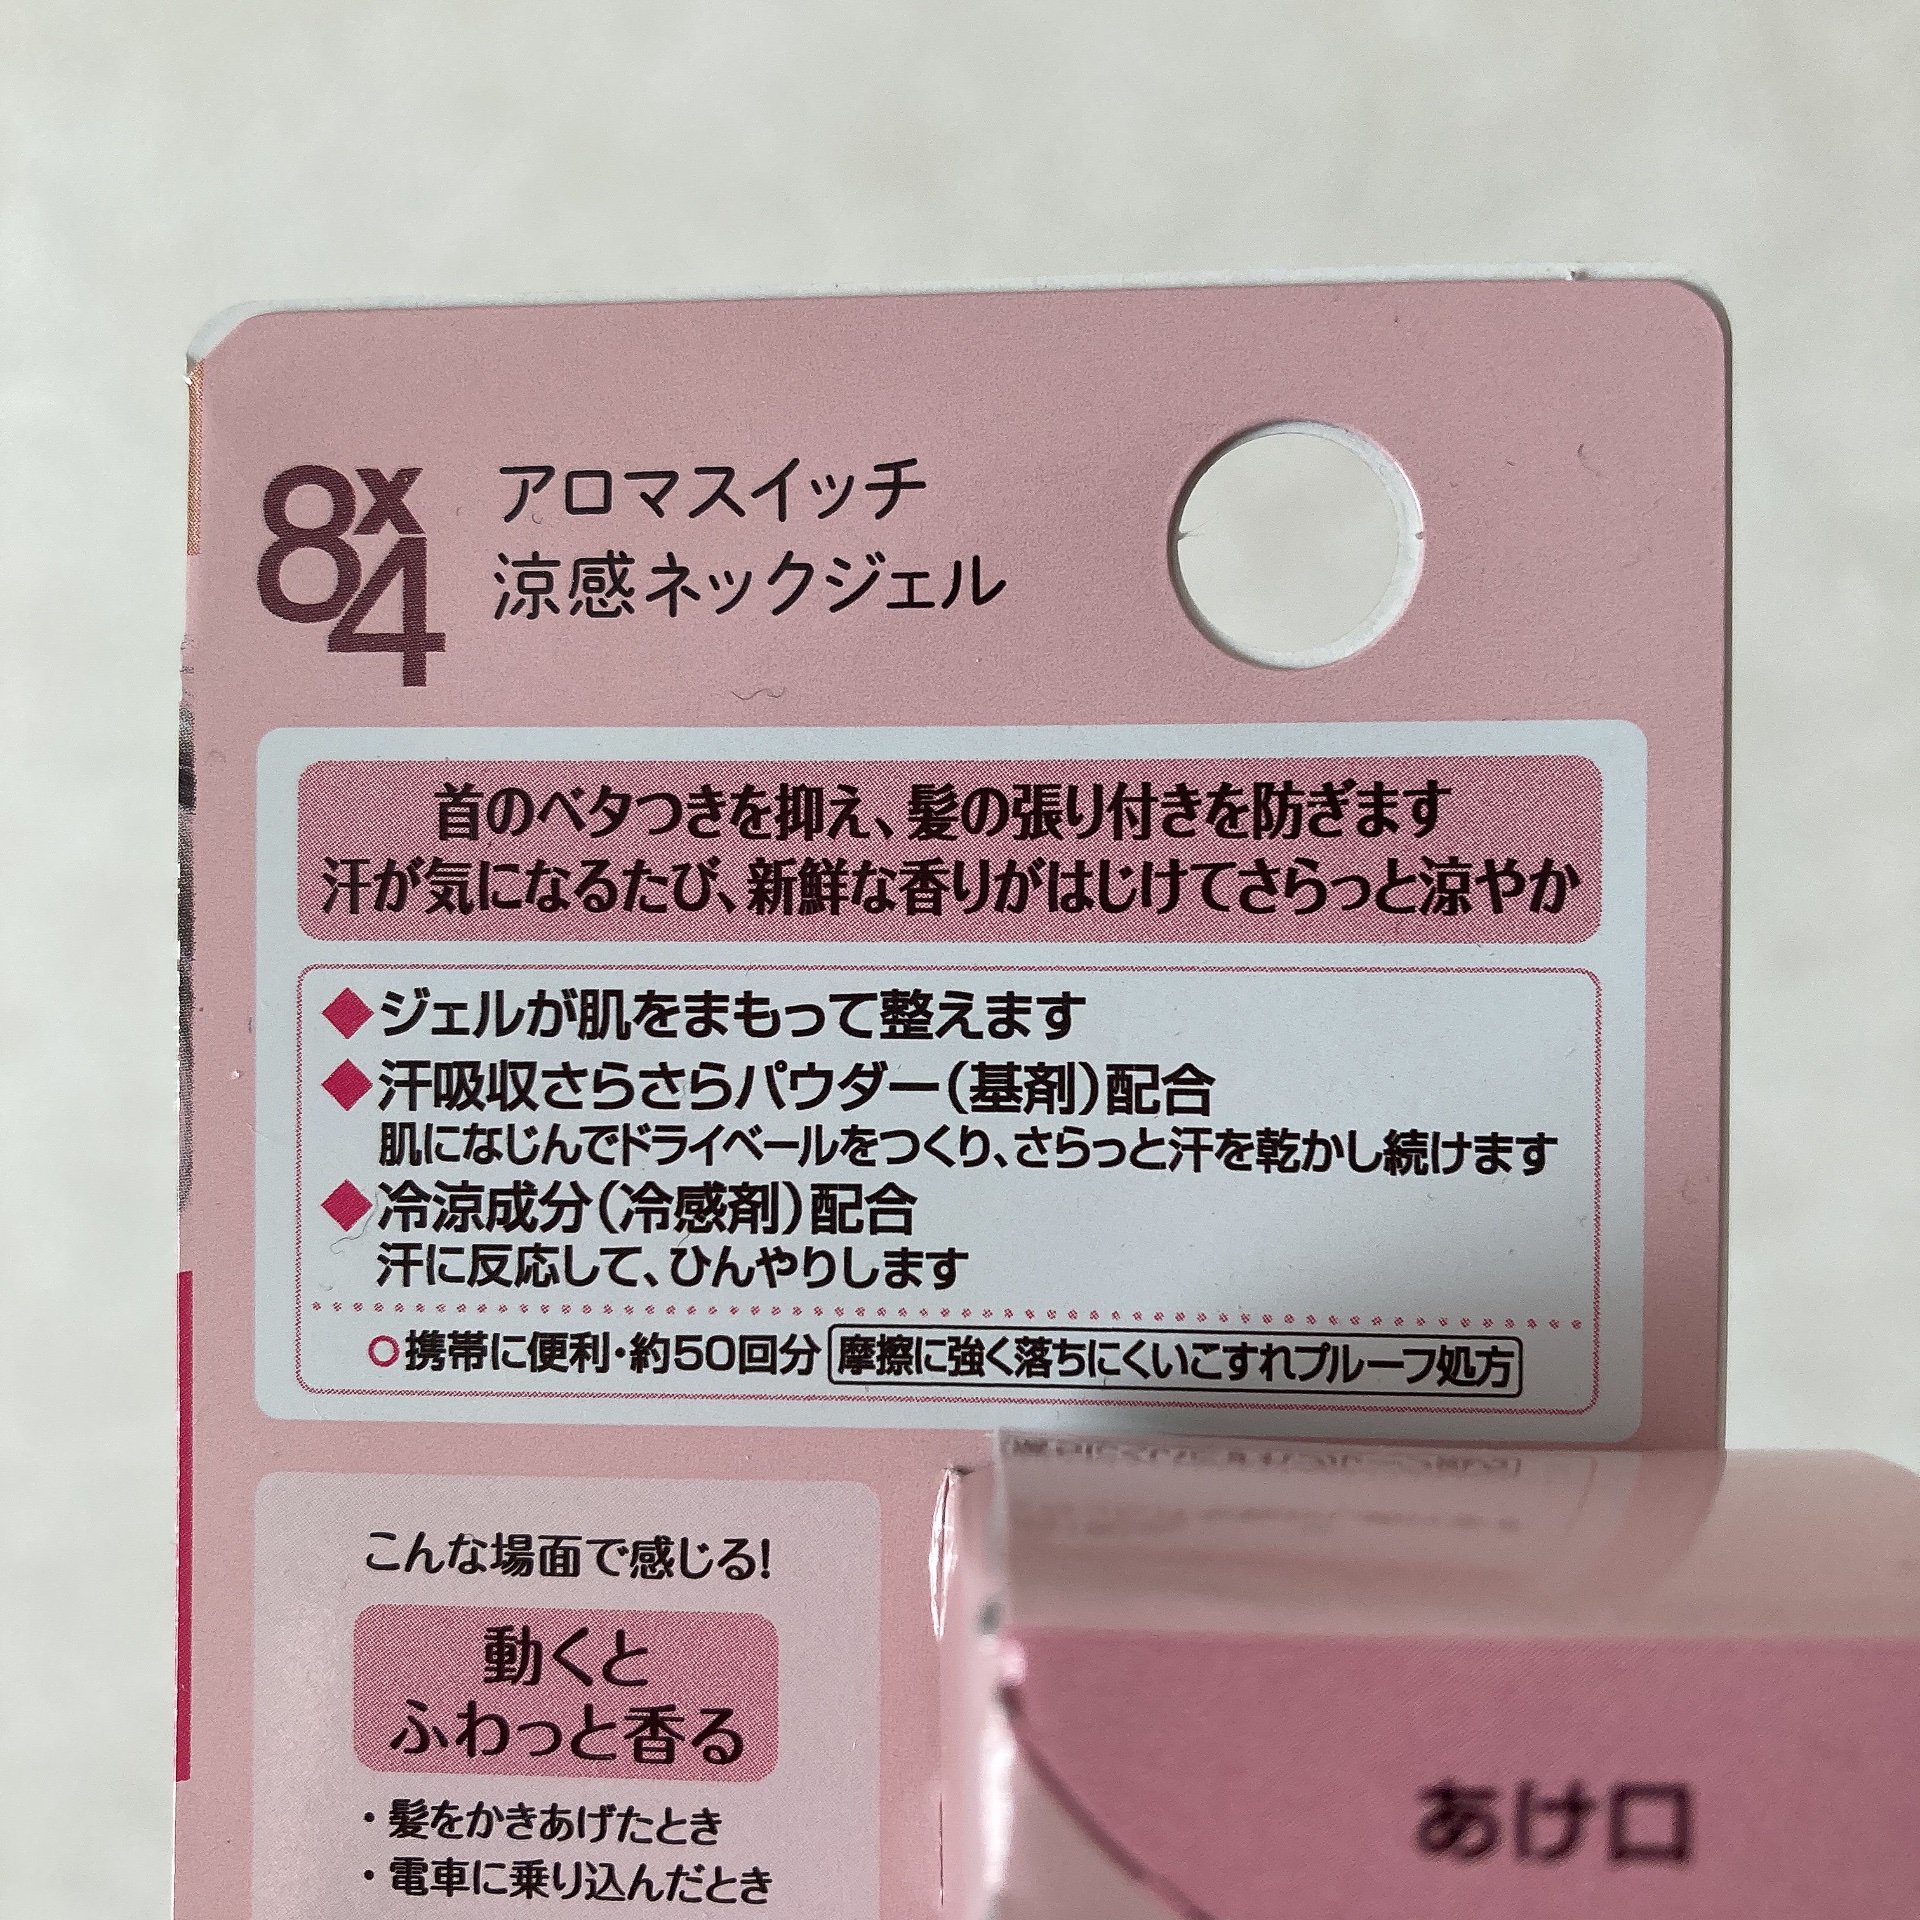 8x4
アロマスイッチ
涼感ネックジェル
首のベタつきを抑え、髪の張り付きを防ぎます
汗が気になるたび、新鮮な香りがはじけてさらっと涼やか
◆ジェルが肌をまもって整えます
◆汗吸収さらさらパウダー(基剤)配合
肌になじんでドライベールをつくり、さらっと汗を乾かし続けます
◆冷涼成分(冷感剤)配合
汗に反応して、ひんやりします
○携帯に便利・約50回分 摩擦に強く落ちにくいこすれプルーフ処方
こんな場面で感じる!
動くと
ふわっと香る
・髪をかきあげたとき
・電車に乗り込んだとき
あけ口